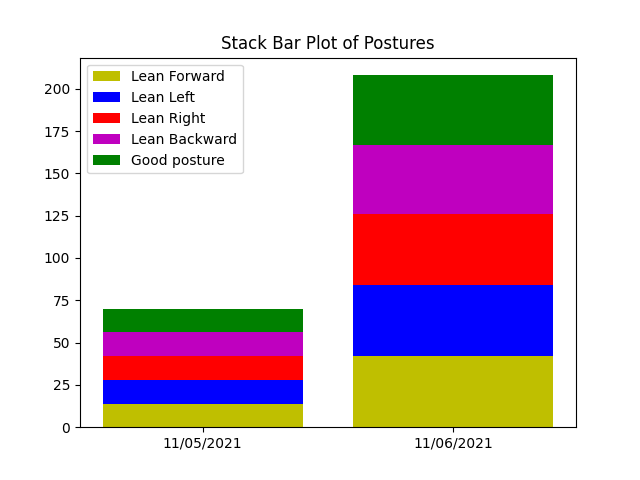 Stack Bar Plot of Postures
Lean Forward
Lean Left
Lean Right
Lean Backward
Good posture
200
175
150
125
100
75
50
25
0
11/05/2021
11/06/2021